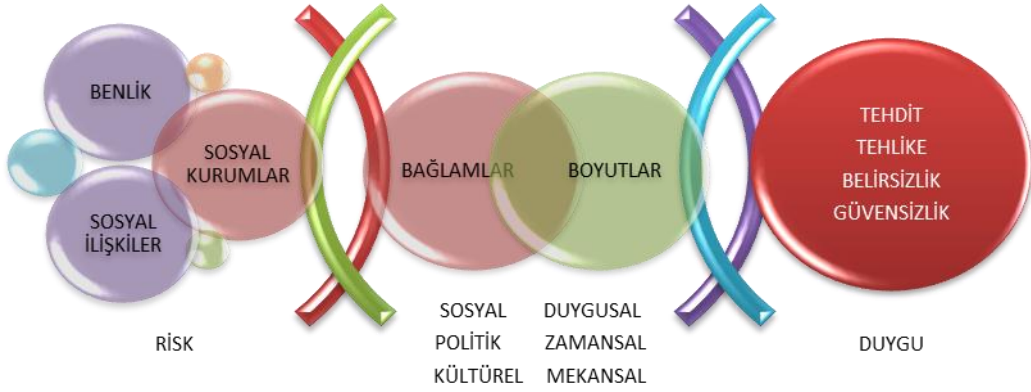 BENLİK
SOSYAL
KURUMLAR
SOSYAL
İLİŞKİLER
RİSK
BAĞLAMLAR
BOYUTLAR
SOSYAL DUYGUSAL
POLİTİK ZAMANSAL
KÜLTÜREL MEKANSAL
TEHDİT
TEHLİKE
BELİRSİZLİK
GÜVENSİZLİK
DUYGU